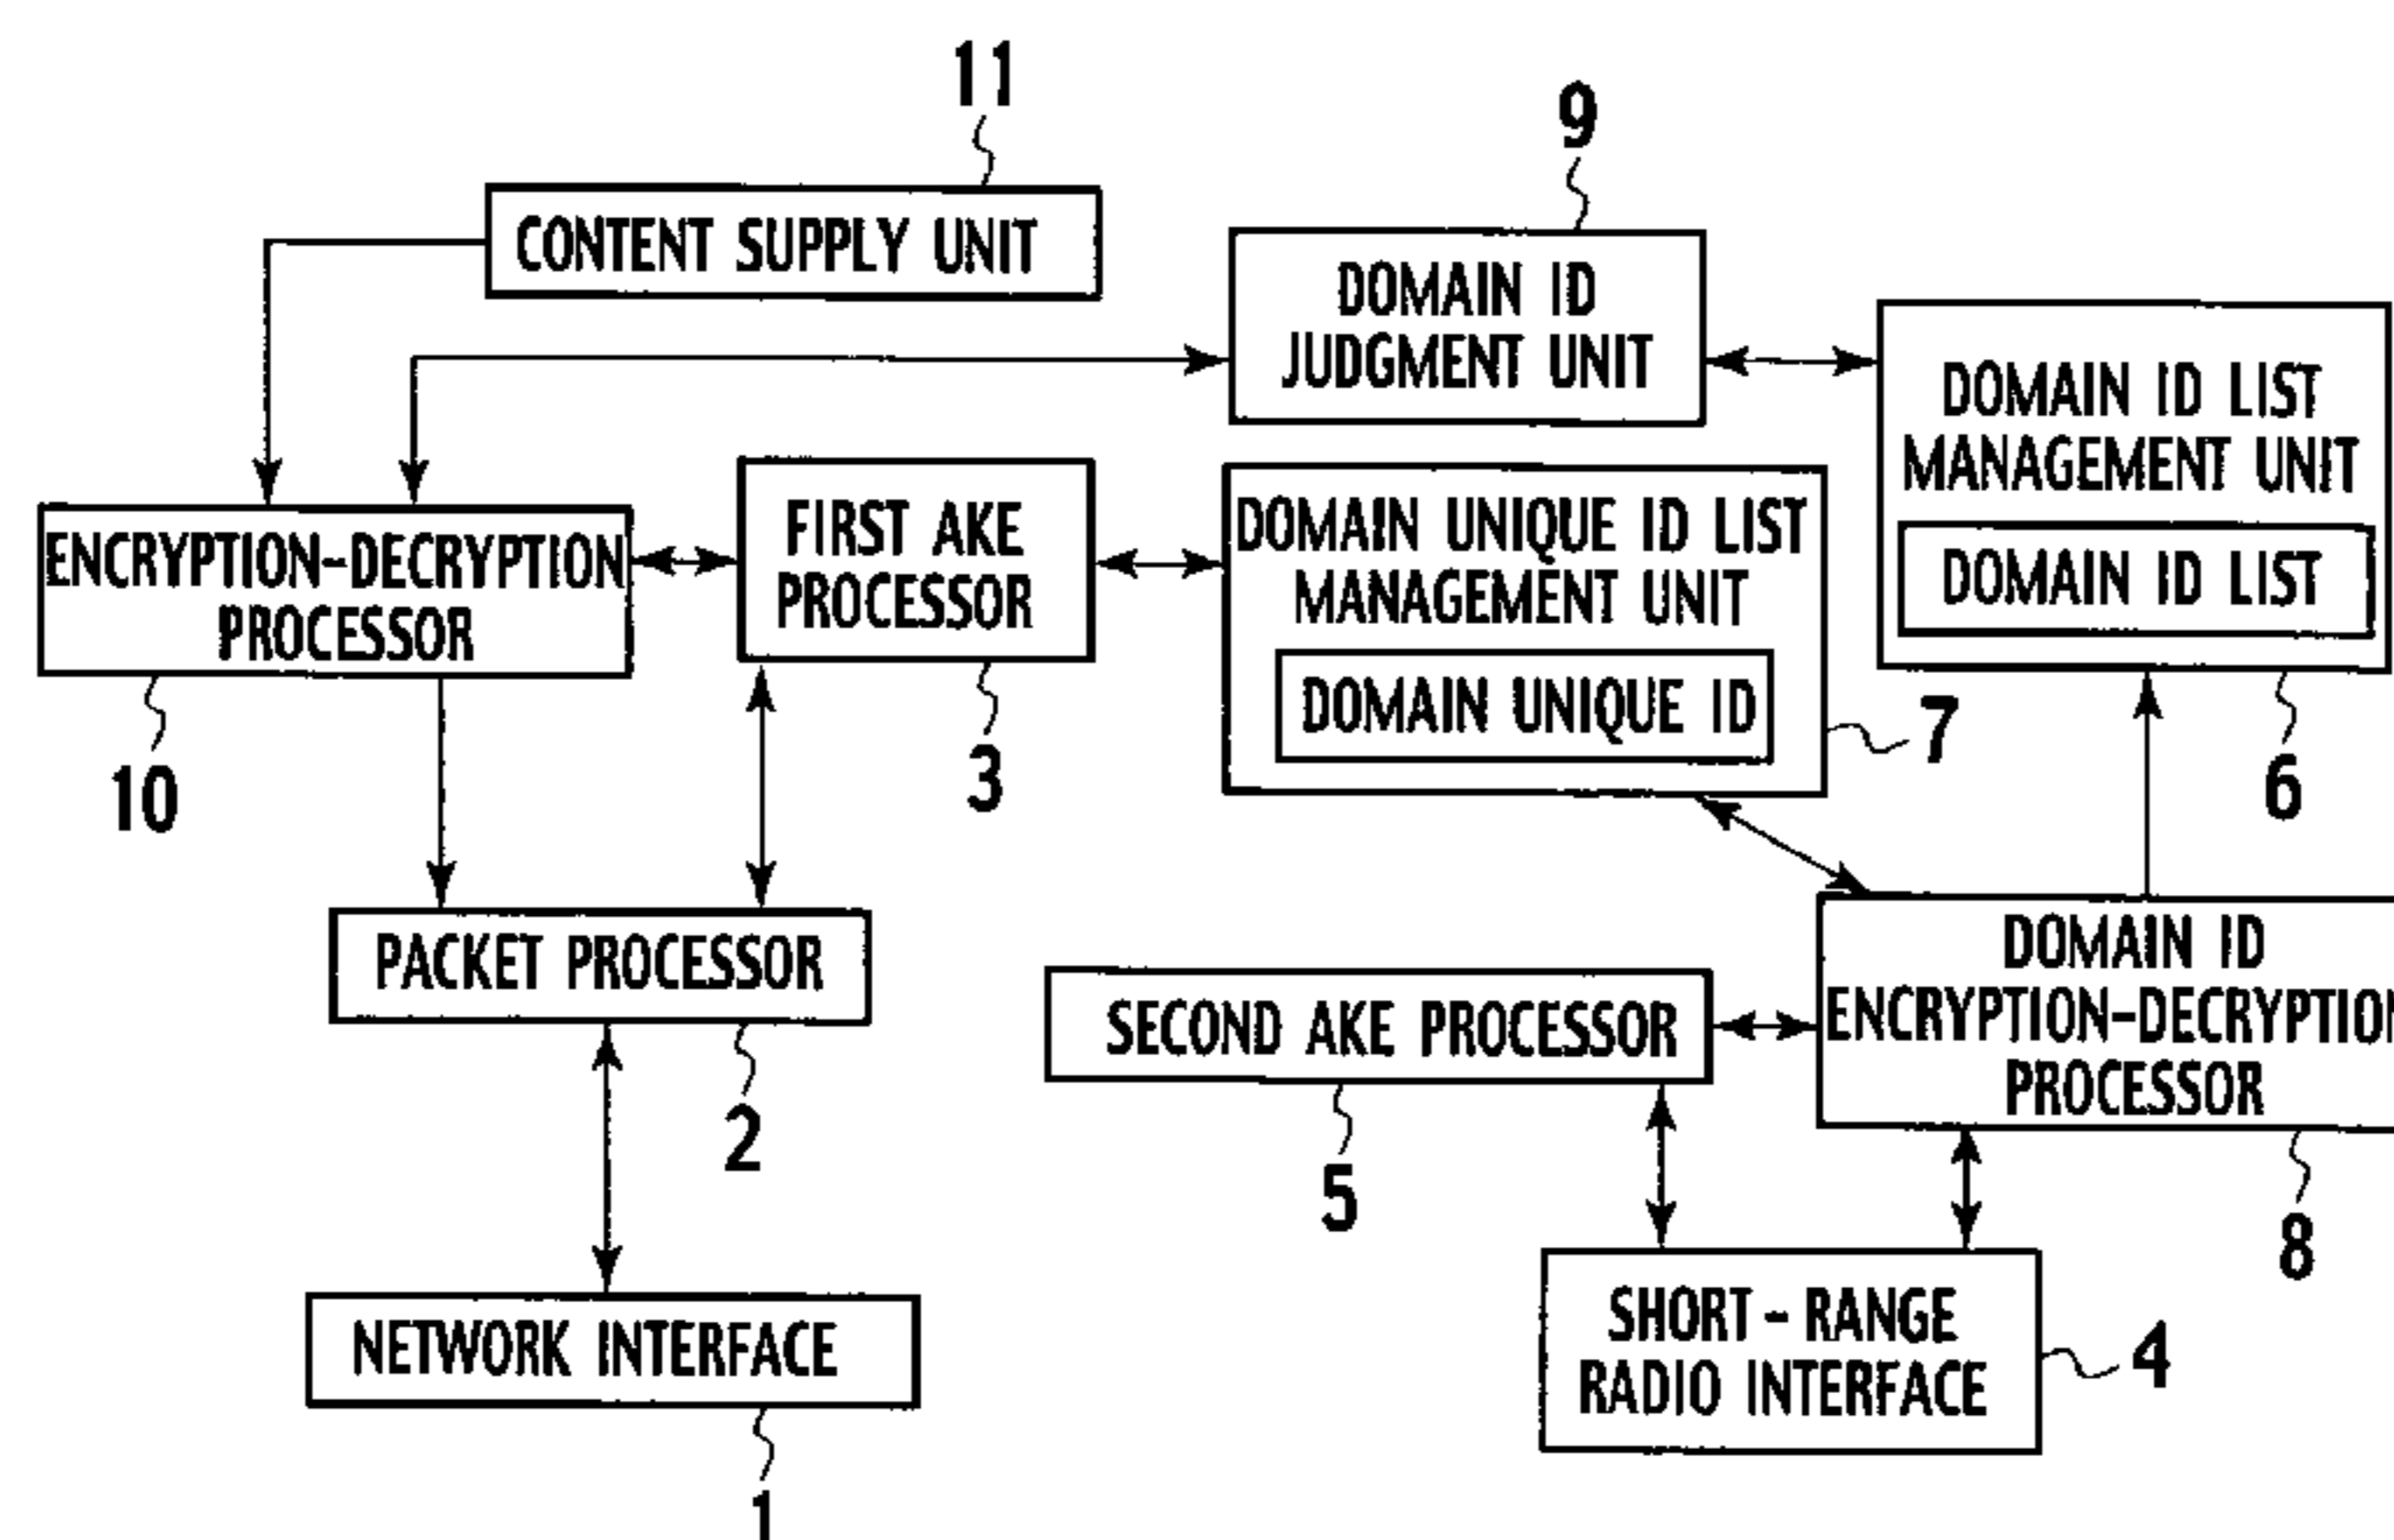 11
9
CONTENT SUPPLY UNIT
DOMAIN ID
JUDGMENT UNIT
DOMAIN ID LIST
MANAGEMENT UNIT
DOMAIN ID LIST
6
ENCRYPTION-DECRYPTION
PROCESSOR
10
FIRST AKE
PROCESSOR
3
DOMAIN UNIQUE ID LIST
MANAGEMENT UNIT
DOMAIN UNIQUE ID
7
PACKET PROCESSOR
2
SECOND AKE PROCESSOR
5
DOMAIN ID
ENCRYPTION-DECRYPTION
PROCESSOR
8
NETWORK INTERFACE
1
SHORT-RANGE
RADIO INTERFACE
4